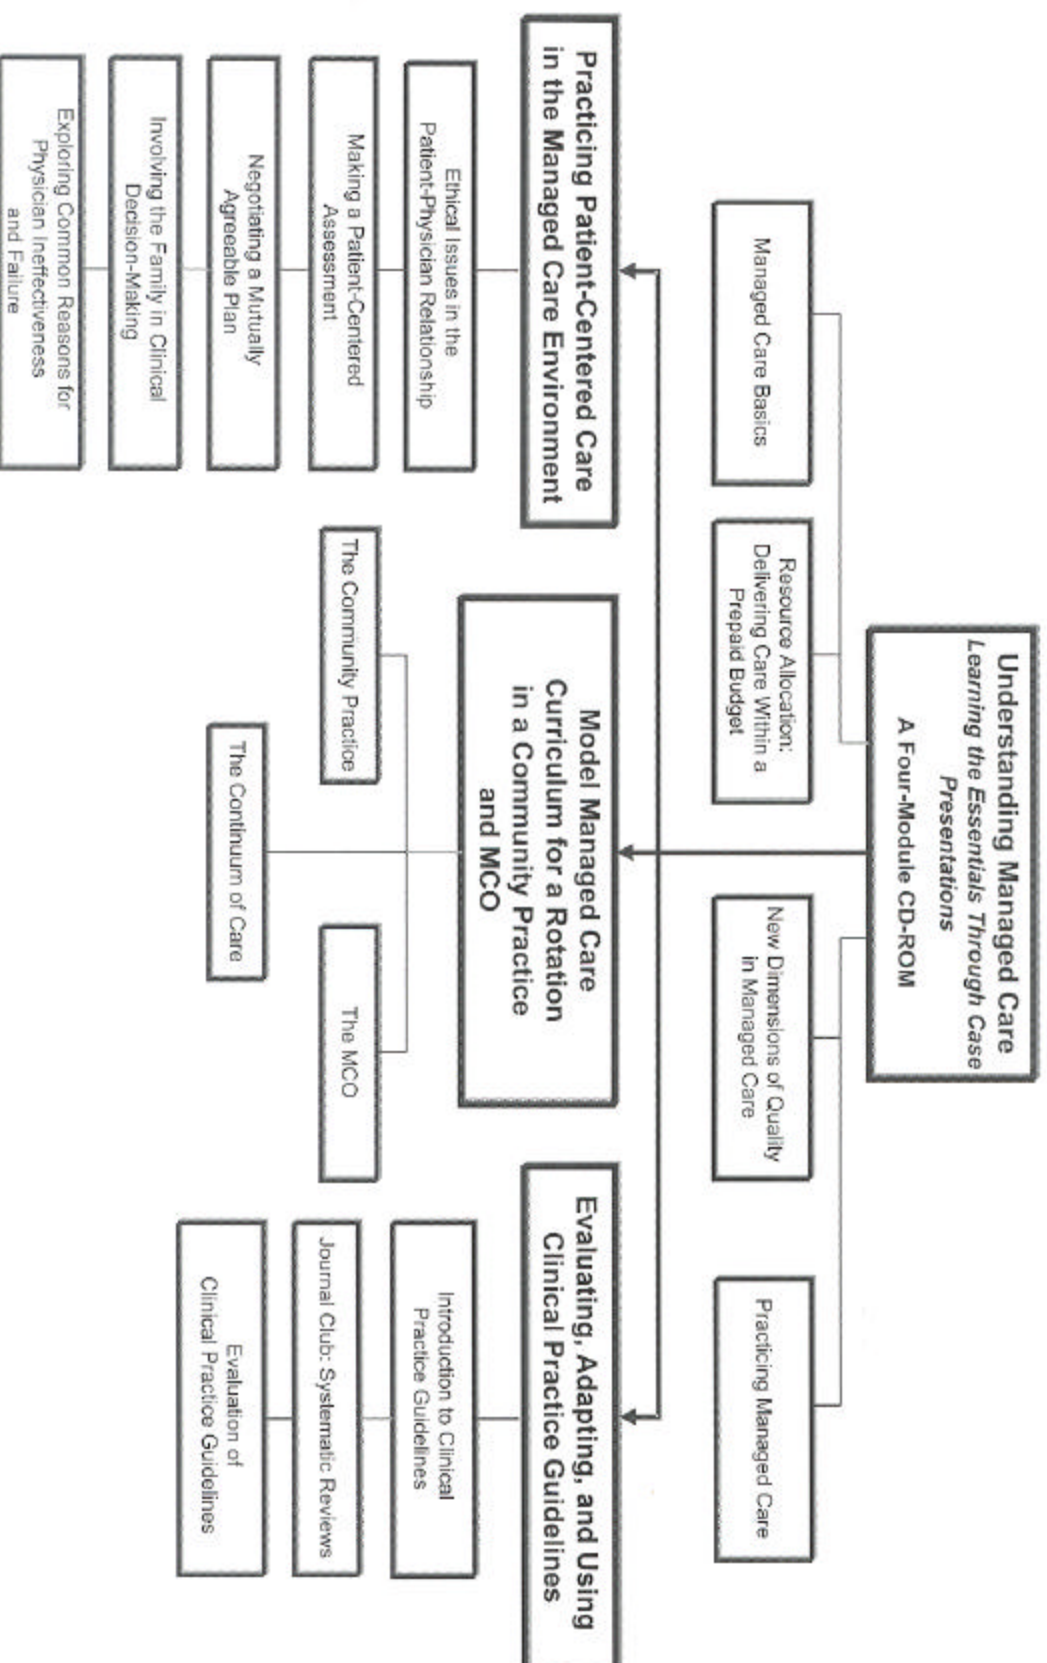 Understanding Managed Care
Learning the Essentials Through Case
Presentations
A Four-Module CD-ROM
Managed Care Basics
Resource Allocation:
Delivering Care Within a
Prepaid Budget
New Dimensions of Quality
in Managed Care
Practicing Managed Care
Practicing Patient-Centered Care
in the Managed Care Environment
Ethical Issues in the
Patient-Physician Relationship
Making a Patient-Centered
Assessment
Negotiating a Mutually
Agreeable Plan
Involving the Family in Clinical
Decision-Making
Exploring Common Reasons for
Physician Ineffectiveness
and Failure
Model Managed Care
Curriculum for a Rotation
in a Community Practice
and MCO
The Community Practice
The MCO
The Continuum of Care
Evaluating, Adapting, and Using
Clinical Practice Guidelines
Introduction to Clinical
Practice Guidelines
Journal Club: Systematic Reviews
Evaluation of
Clinical Practice Guidelines